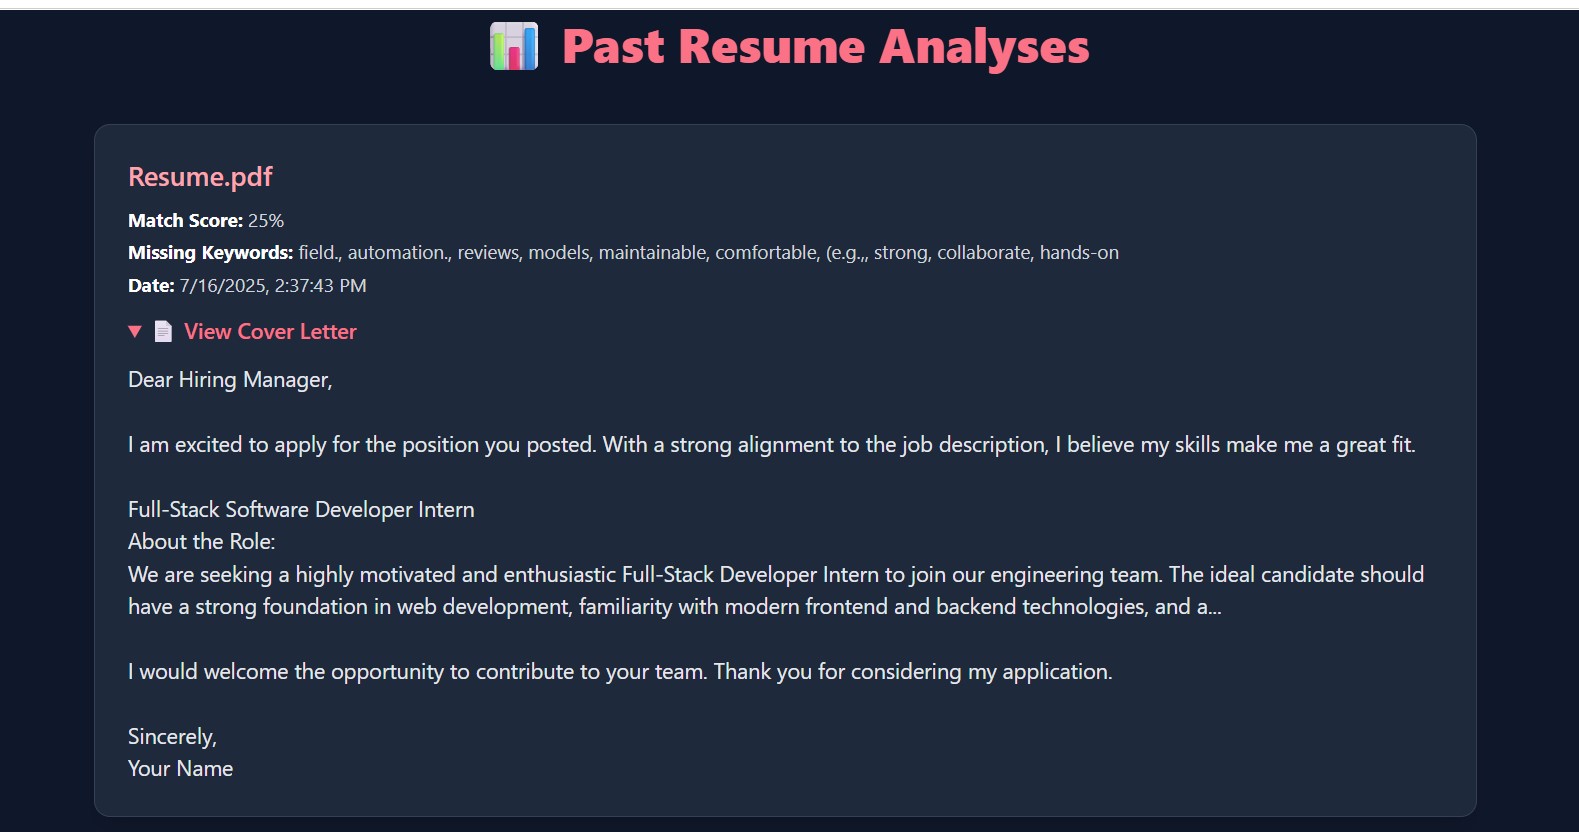 Past Resume Analyses
Resume.pdf
Match Score: 25%
Missing Keywords: field., automation., reviews, models, maintainable, comfortable, (e.g.,, strong, collaborate, hands-on
Date: 7/16/2025, 2:37:43 PM
View Cover Letter
Dear Hiring Manager,
I am excited to apply for the position you posted. With a strong alignment to the job description, I believe my skills make me a great fit.
Full-Stack Software Developer Intern
About the Role:
We are seeking a highly motivated and enthusiastic Full-Stack Developer Intern to join our engineering team. The ideal candidate should
have a strong foundation in web development, familiarity with modern frontend and backend technologies, and a...
I would welcome the opportunity to contribute to your team. Thank you for considering my application.
Sincerely,
Your Name